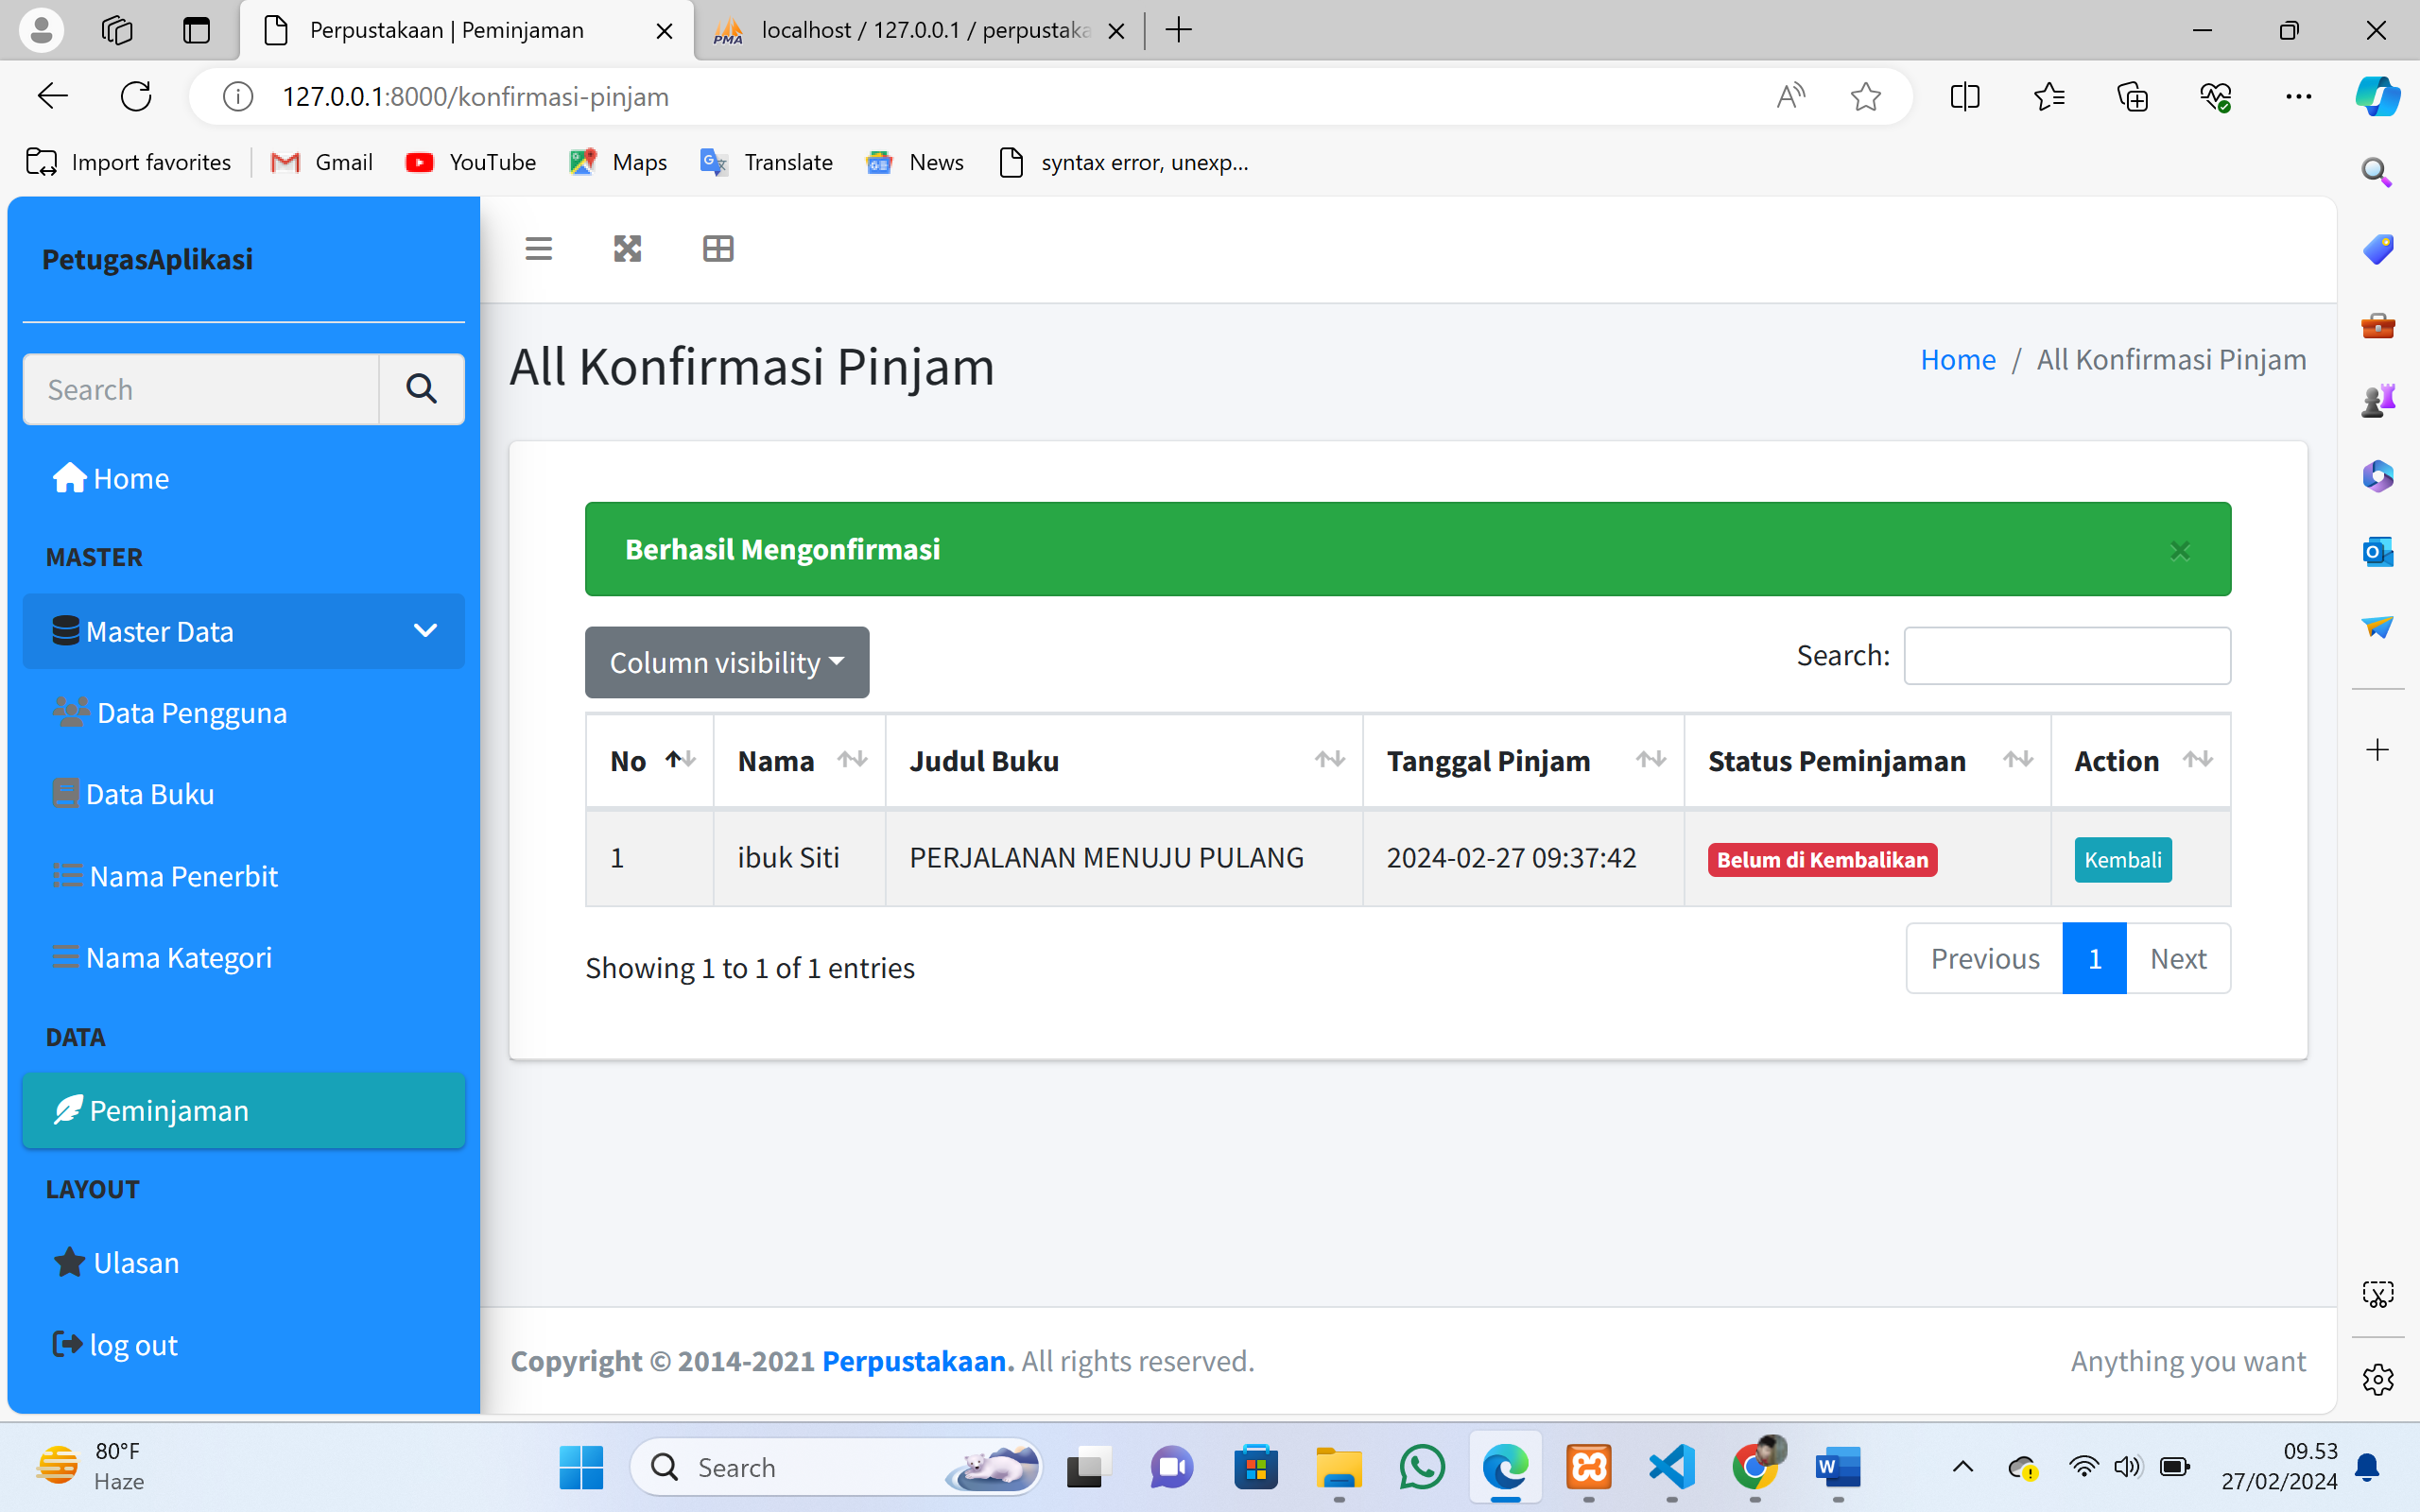 Perpustakaan | Peminjaman
PMA localhost / 127.0.0.1 / perpustaka
127.0.0.1:8000/konfirmasi-pinjam
Import favorites Gmail YouTube Maps Translate News syntax error, unexp...
PetugasAplikasi
Search
Home
MASTER
Master Data
Data Pengguna
Data Buku
Nama Penerbit
Nama Kategori
DATA
Peminjaman
LAYOUT
Ulasan
log out
All Konfirmasi Pinjam
Home / All Konfirmasi Pinjam
Berhasil Mengonfirmasi ×
Column visibility
Search:
No Nama Judul Buku Tanggal Pinjam Status Peminjaman Action
1 ibuk Siti PERJALANAN MENUJU PULANG 2024-02-27 09:37:42 Belum di Kembalikan Kembali
Showing 1 to 1 of 1 entries
Previous 1 Next
Copyright © 2014-2021 Perpustakaan. All rights reserved.
Anything you want
80°F
Haze
Search
09.53
27/02/2024